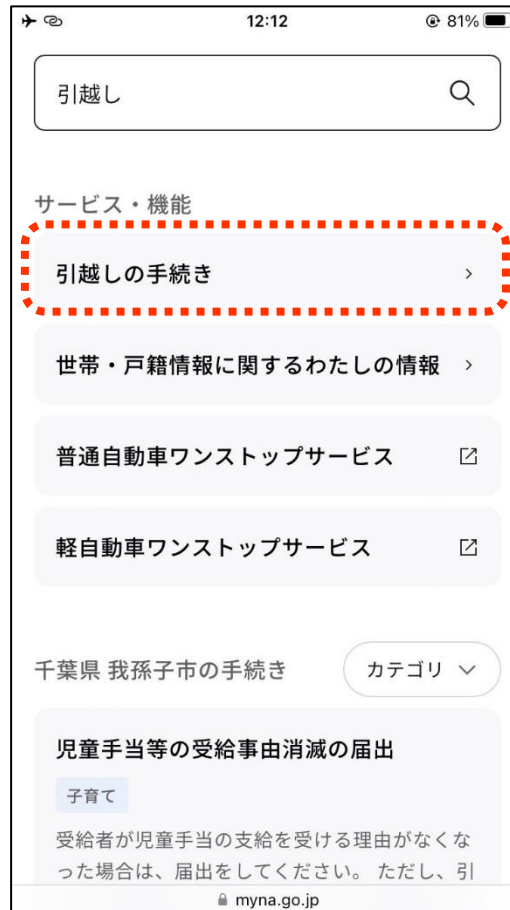 12:12
81%
引越し
サービス・機能
引越しの手続き
世帯・戸籍情報に関するわたしの情報
普通自動車ワンストップサービス
軽自動車ワンストップサービス
千葉県 我孫子市の手続き
カテゴリ
児童手当等の受給事由消滅の届出
子育て
受給者が児童手当の支給を受ける理由がなくな
った場合は、届出をしてください。 ただし、引
myna.go.jp